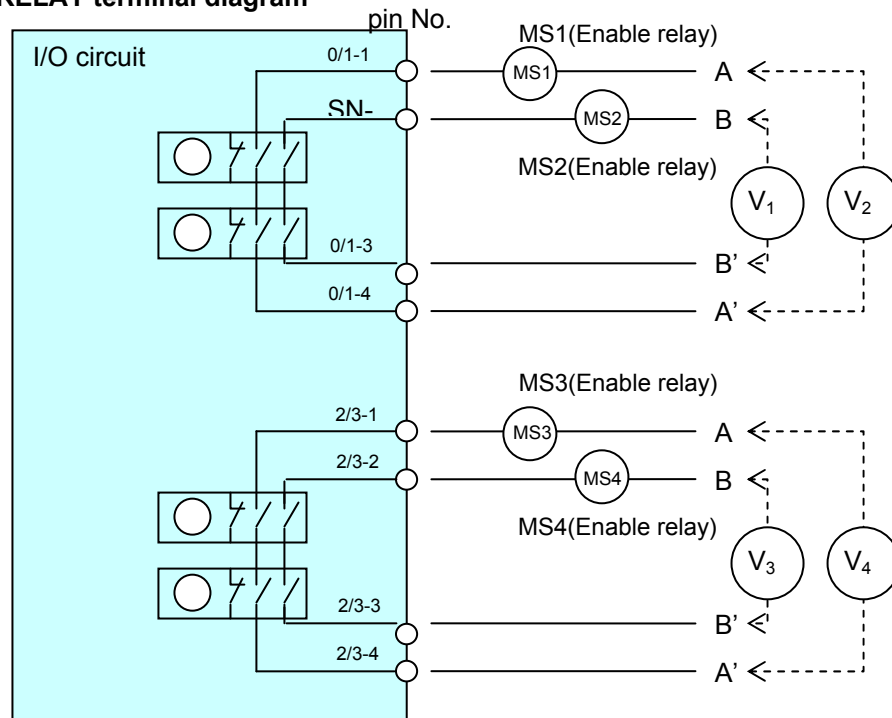 RELAY terminal diagram
pin No.
I/O circuit
0/1-1
MS1(Enable relay)
MS1
A
SN-
MS2
B
MS2(Enable relay)
V1
V2
0/1-3
B’
0/1-4
A’
MS3(Enable relay)
2/3-1
MS3
A
2/3-2
MS4
B
MS4(Enable relay)
V3
V4
2/3-3
B’
2/3-4
A’